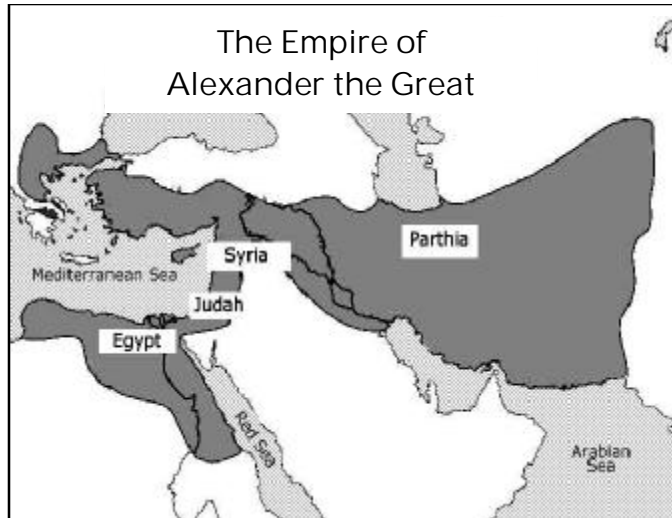 The Empire of
Alexander the Great
Parthia
Syria
Mediterranean Sea
Judah
Egypt
Red Sea
Arabian
Sea